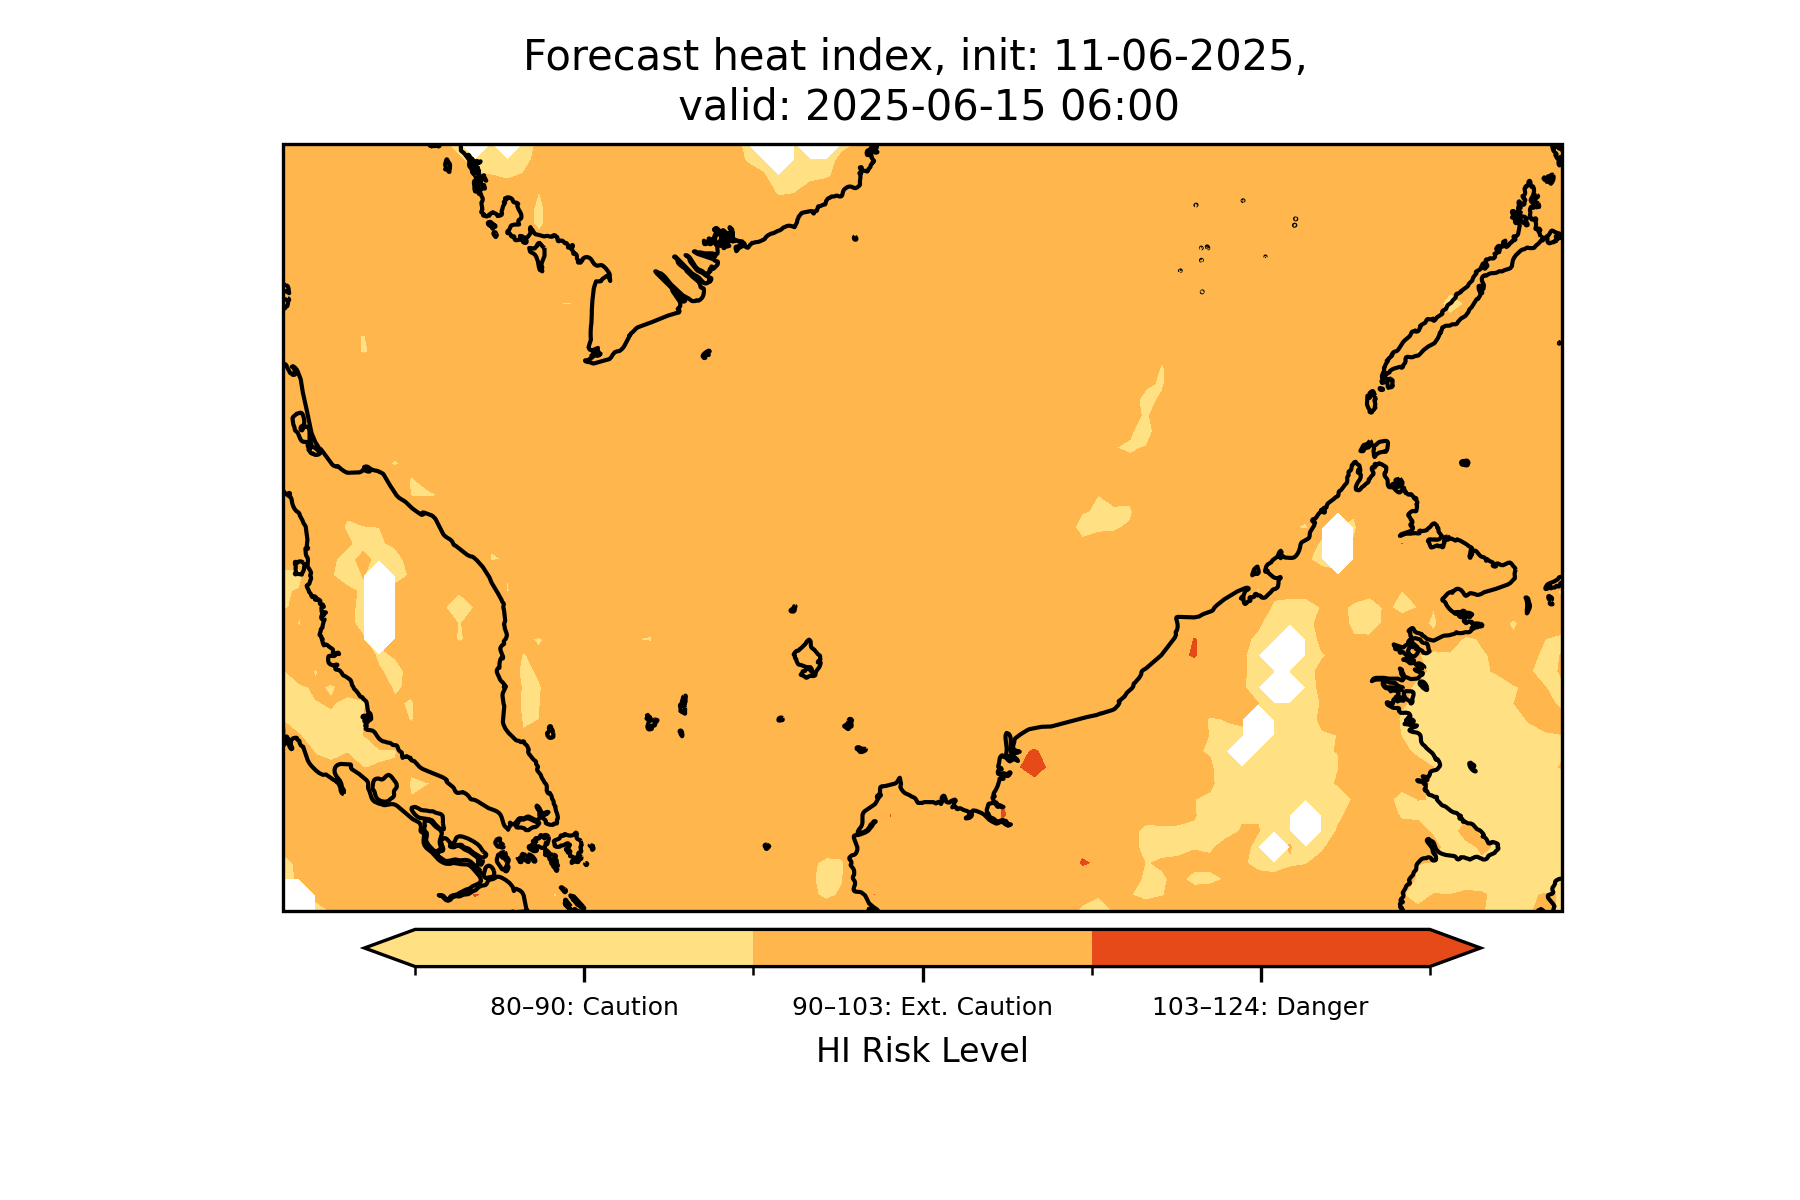 Forecast heat index, init: 11-06-2025,
valid: 2025-06-15 06:00
80–90: Caution
90–103: Ext. Caution
103–124: Danger
HI Risk Level